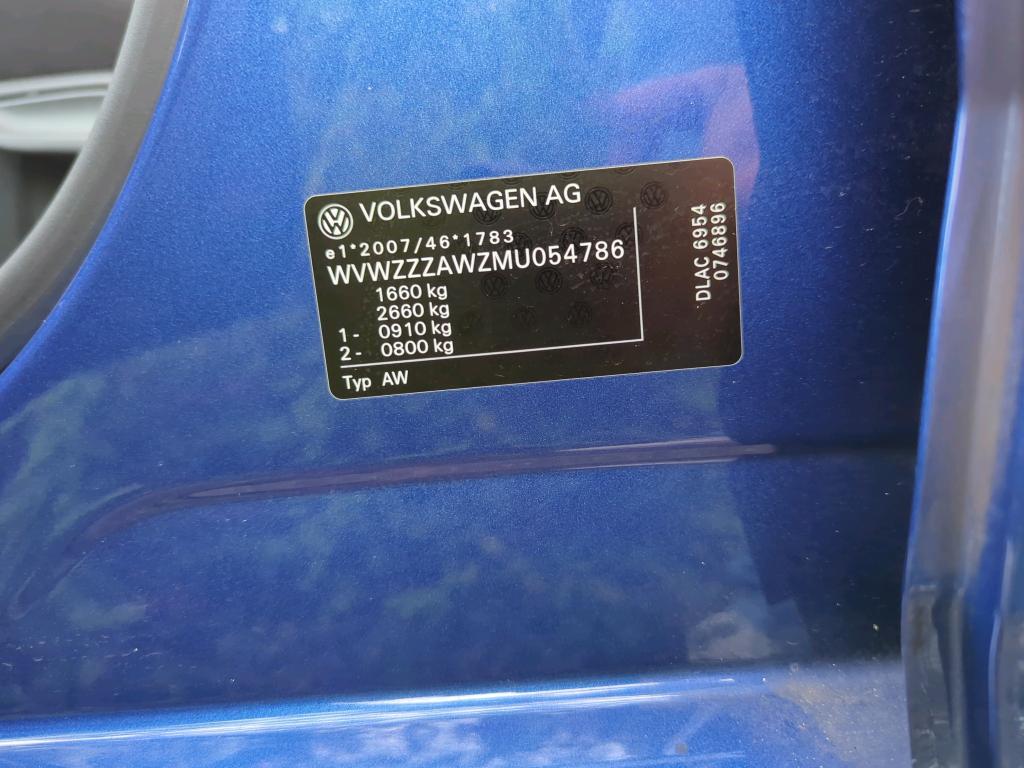 VOLKSWAGEN AG
e1*2007/46*1783
WVWZZZAWZMU054786
1660 kg
2660 kg
1- 0910 kg
2- 0800 kg
Typ AW
DLAC 6954
0746896